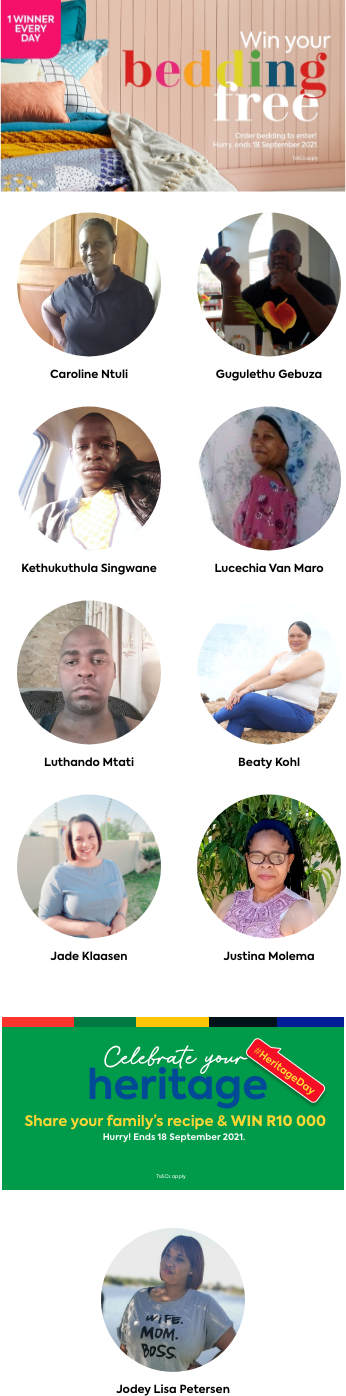 1 WINNER
EVERY
DAY
Win your
bedding
free
Order bedding to enter!
Hurry, ends 18 September 2021.
Ts&Cs apply
Caroline Ntuli
Gugulethu Gebuza
Kethukuthula Singwane
Lucechia Van Maro
Luthando Mtati
Beaty Kohl
Jade Klaasen
Justina Molema
Celebrate your
heritage
#HeritageDay
Share your family's recipe & WIN R10 000
Hurry! Ends 18 September 2021.
Ts&Cs apply
WIFE.
MOM.
BOSS.
Jodey Lisa Petersen